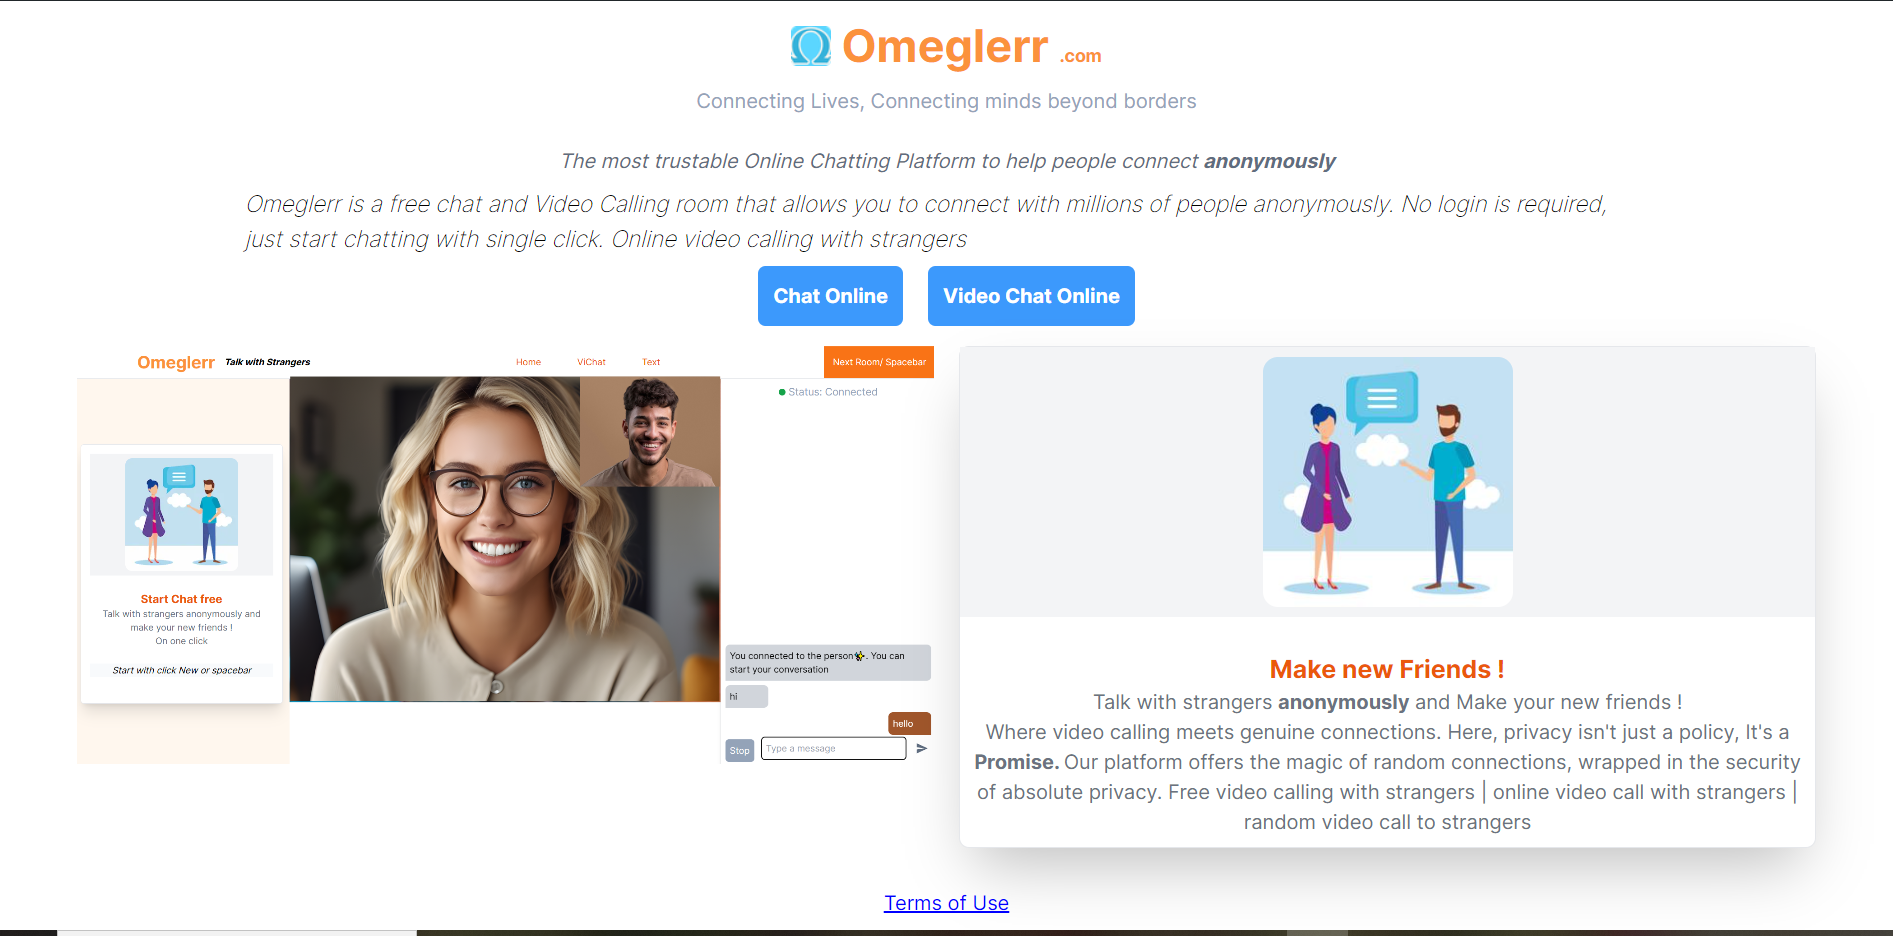 Omeglerr .com
Connecting Lives, Connecting minds beyond borders
The most trustable Online Chatting Platform to help people connect anonymously
Omeglerr is a free chat and Video Calling room that allows you to connect with millions of people anonymously. No login is required,
just start chatting with single click. Online video calling with strangers
Chat Online
Video Chat Online
Omeglerr Talk with Strangers
Home
ViChat
Text
Next Room/ Spacebar
Status: Connected
Start Chat free
Talk with strangers anonymously and
make your new friends !
On one click
Start with click New or spacebar
You connected to the person✨. You can
start your conversation
hi
hello
Stop
Type a message
Make new Friends !
Talk with strangers anonymously and Make your new friends !
Where video calling meets genuine connections. Here, privacy isn't just a policy, It's a
Promise. Our platform offers the magic of random connections, wrapped in the security
of absolute privacy. Free video calling with strangers | online video call with strangers |
random video call to strangers
Terms of Use